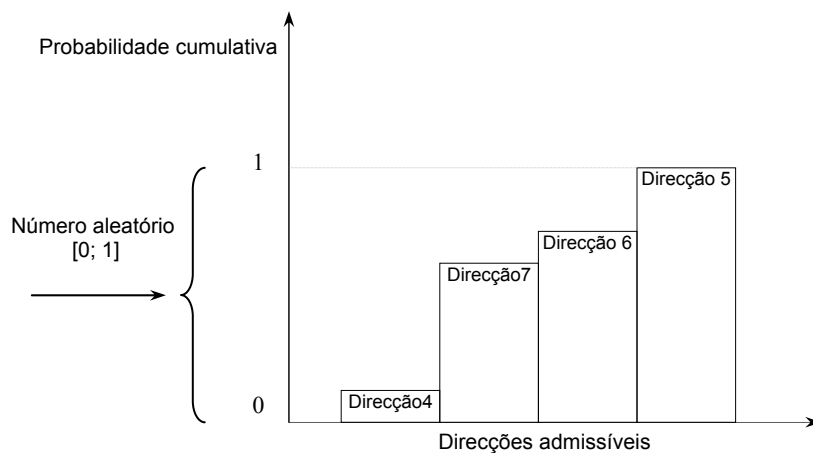 Probabilidade cumulativa
1
Direcção 5
Direcção 6
Número aleatório
[0; 1]
Direcção7
Direcção4
0
Direcções admissíveis